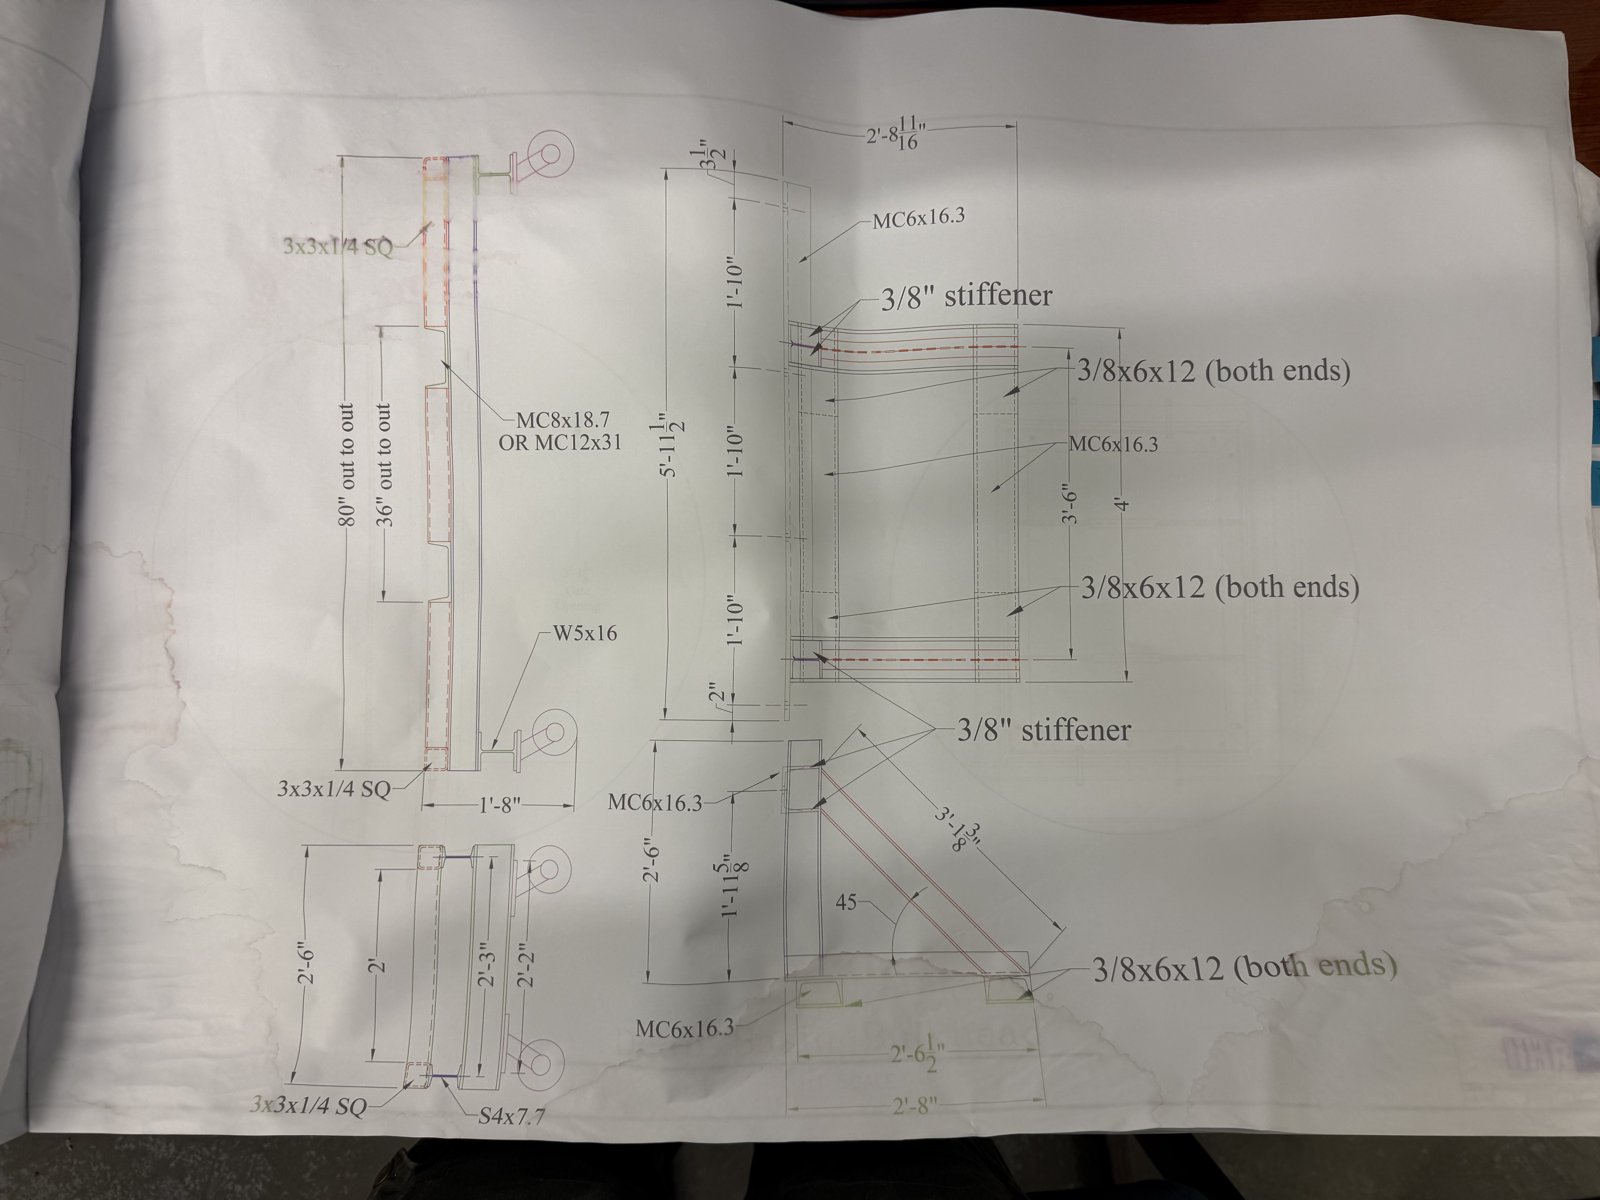 80" out to out
36" out to out
3x3x1/4 SQ
MC8x18.7
OR MC12x31
W5x16
3x3x1/4 SQ
1'-8"
2'-6"
2'
2'-3"
2'-2"
3x3x1/4 SQ
S4x7.7
2'-8 11/16"
3 1/2"
MC6x16.3
1'-10"
3/8" stiffener
3/8x6x12 (both ends)
5'-11 1/2"
1'-10"
MC6x16.3
3'-6"
4'
1'-10"
3/8x6x12 (both ends)
2"
3/8" stiffener
MC6x16.3
2'-6"
1'-11 5/8"
3'-1 3/8"
45
3/8x6x12 (both ends)
MC6x16.3
2'-6 1/2"
2'-8"